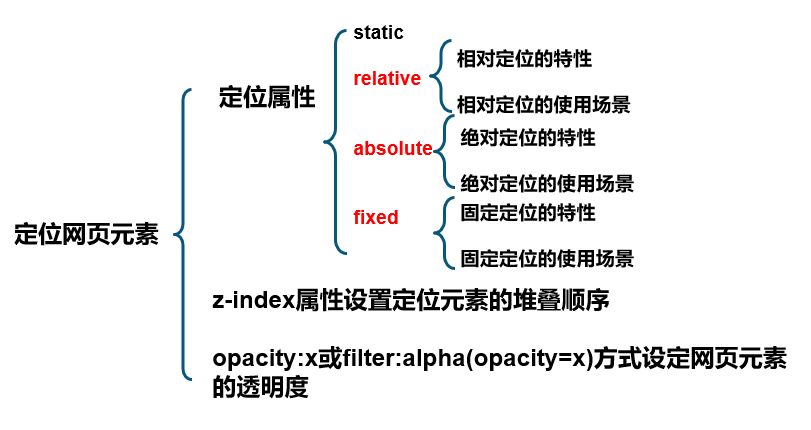 定位网页元素
定位属性
static
relative
相对定位的特性
相对定位的使用场景
absolute
绝对定位的特性
绝对定位的使用场景
fixed
固定定位的特性
固定定位的使用场景
z-index属性设置定位元素的堆叠顺序
opacity:x或filter:alpha(opacity=x)方式设定网页元素
的透明度